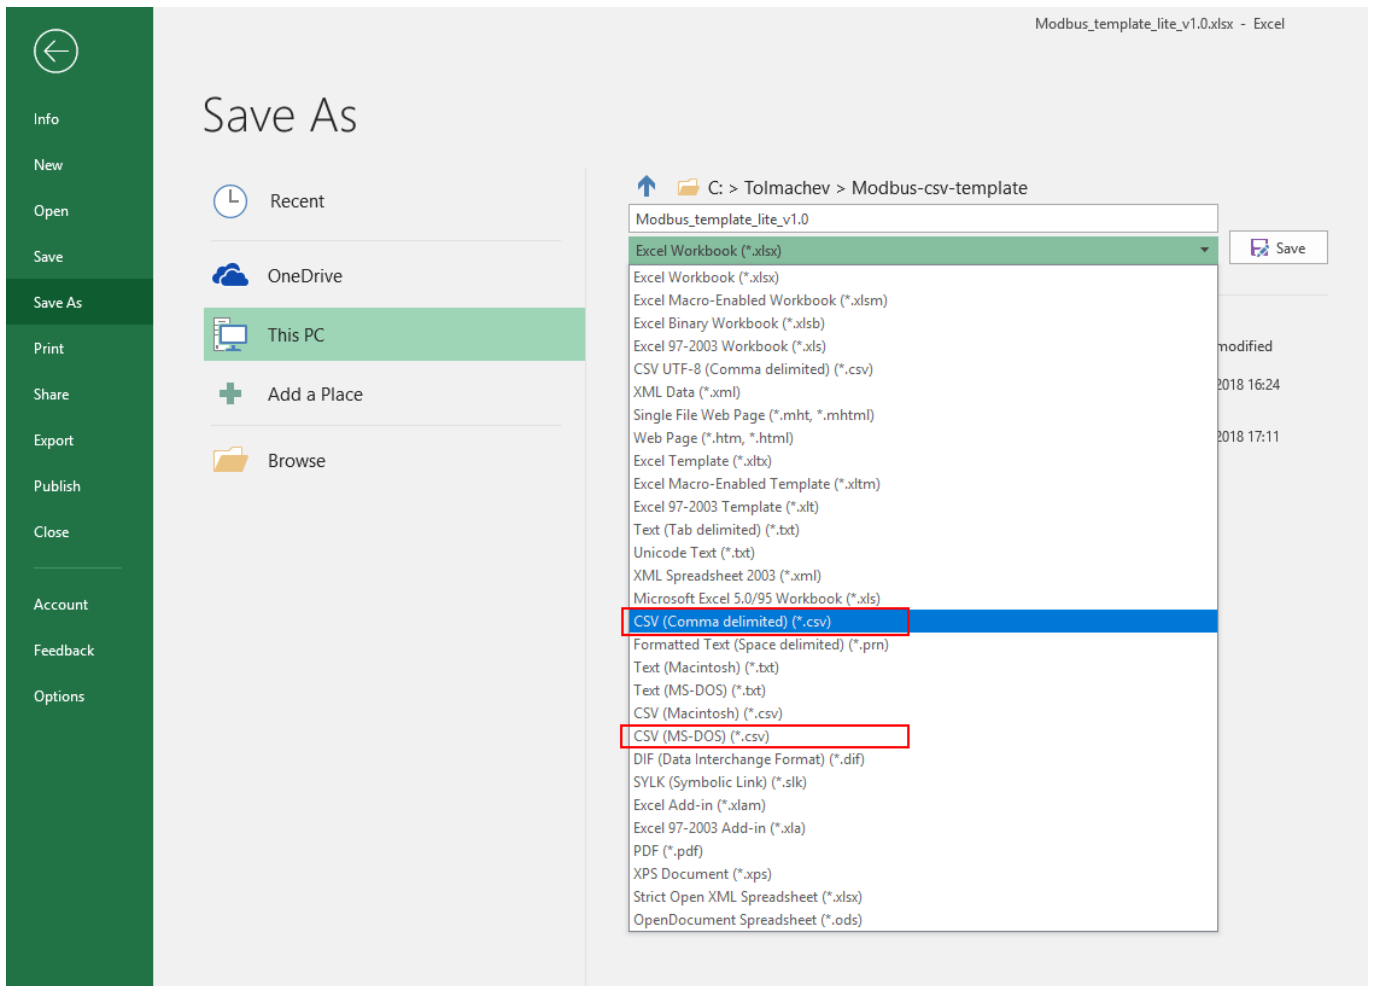 Modbus_template_lite_v1.0.xlsx - Excel
Info
New
Open
Save
Save As
Print
Share
Export
Publish
Close
Account
Feedback
Options
Save As
Recent
OneDrive
This PC
Add a Place
Browse
C: > Tolmachev > Modbus-csv-template
Modbus_template_lite_v1.0
Excel Workbook (*.xlsx)
Save
Excel Workbook (*.xlsx)
Excel Macro-Enabled Workbook (*.xlsm)
Excel Binary Workbook (*.xlsb)
Excel 97-2003 Workbook (*.xls)
CSV UTF-8 (Comma delimited) (*.csv)
XML Data (*.xml)
Single File Web Page (*.mht, *.mhtml)
Web Page (*.htm, *.html)
Excel Template (*.xltx)
Excel Macro-Enabled Template (*.xltm)
Excel 97-2003 Template (*.xlt)
Text (Tab delimited) (*.txt)
Unicode Text (*.txt)
XML Spreadsheet 2003 (*.xml)
Microsoft Excel 5.0/95 Workbook (*.xls)
CSV (Comma delimited) (*.csv)
Formatted Text (Space delimited) (*.prn)
Text (Macintosh) (*.txt)
Text (MS-DOS) (*.txt)
CSV (Macintosh) (*.csv)
CSV (MS-DOS) (*.csv)
DIF (Data Interchange Format) (*.dif)
SYLK (Symbolic Link) (*.slk)
Excel Add-in (*.xlam)
Excel 97-2003 Add-in (*.xla)
PDF (*.pdf)
XPS Document (*.xps)
Strict Open XML Spreadsheet (*.xlsx)
OpenDocument Spreadsheet (*.ods)
modified
2018 16:24
2018 17:11